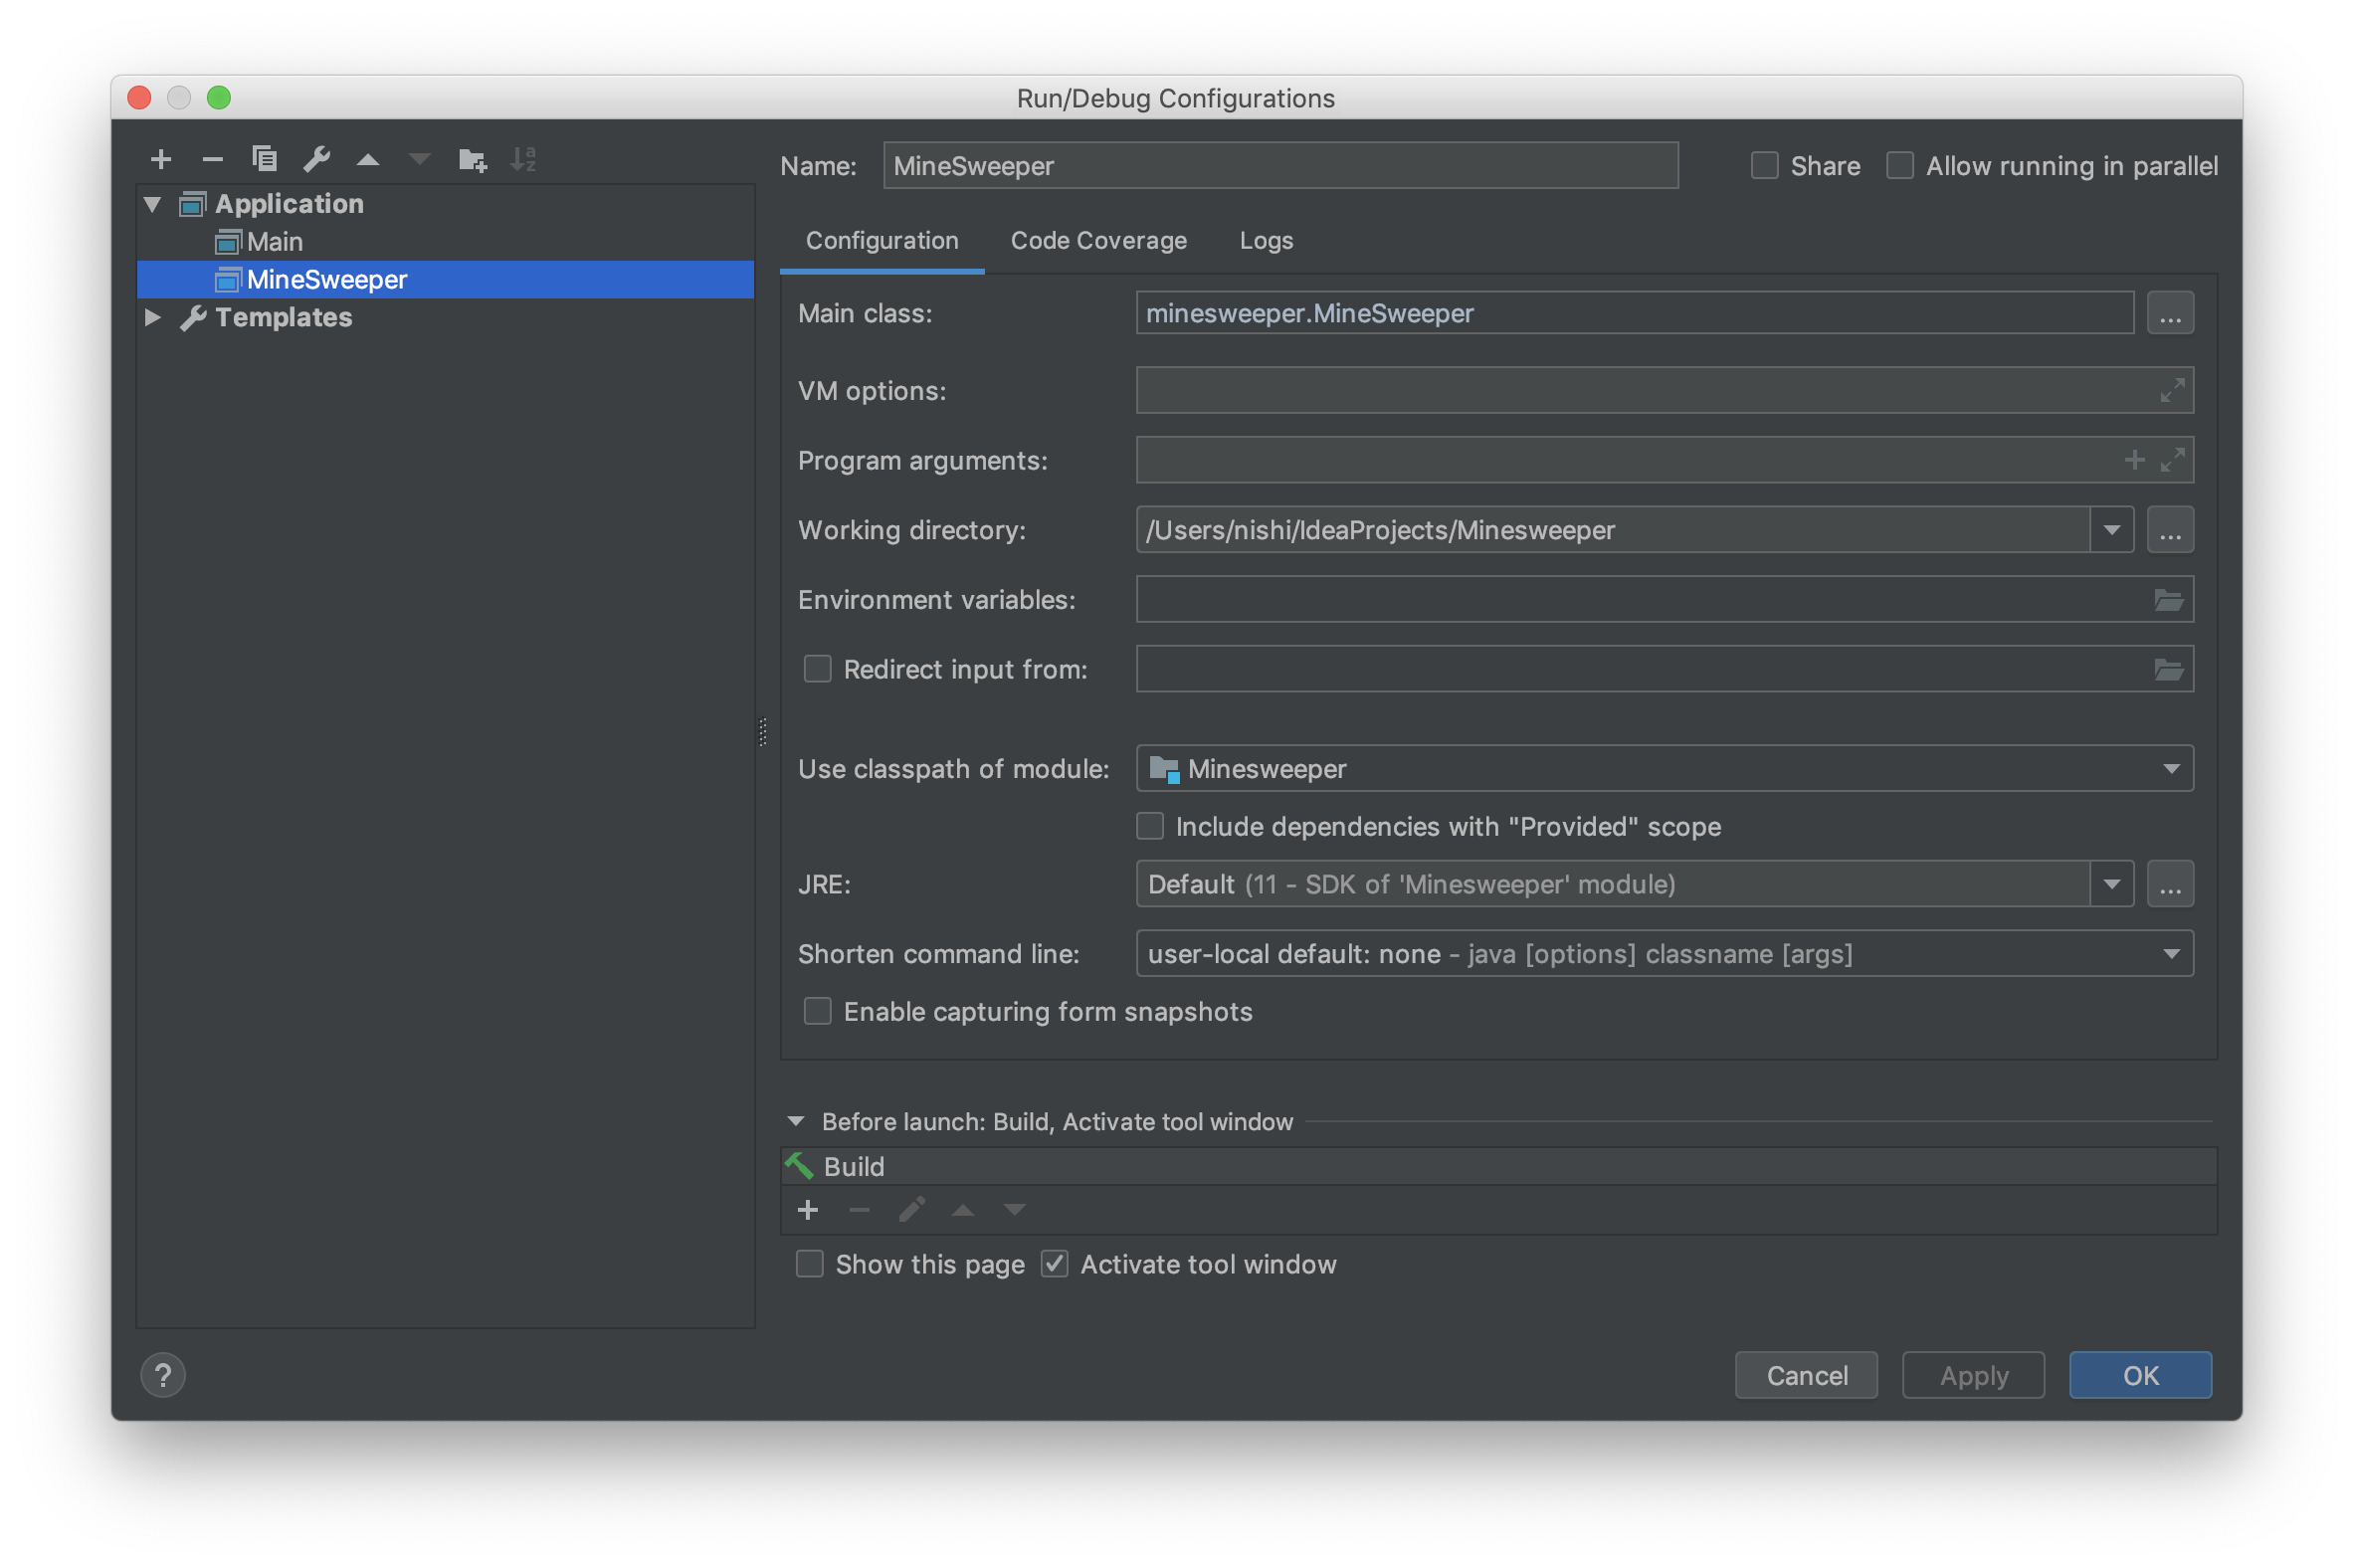 Run/Debug Configurations
Application
Main
MineSweeper
Templates
Name: MineSweeper Share Allow running in parallel
Configuration Code Coverage Logs
Main class: minesweeper.MineSweeper ...
VM options:
Program arguments:
Working directory: /Users/nishi/IdeaProjects/Minesweeper ...
Environment variables:
Redirect input from:
Use classpath of module: Minesweeper
Include dependencies with "Provided" scope
JRE: Default (11 - SDK of 'Minesweeper' module) ...
Shorten command line: user-local default: none - java [options] classname [args]
Enable capturing form snapshots
Before launch: Build, Activate tool window
Build
Show this page Activate tool window
? Cancel Apply OK